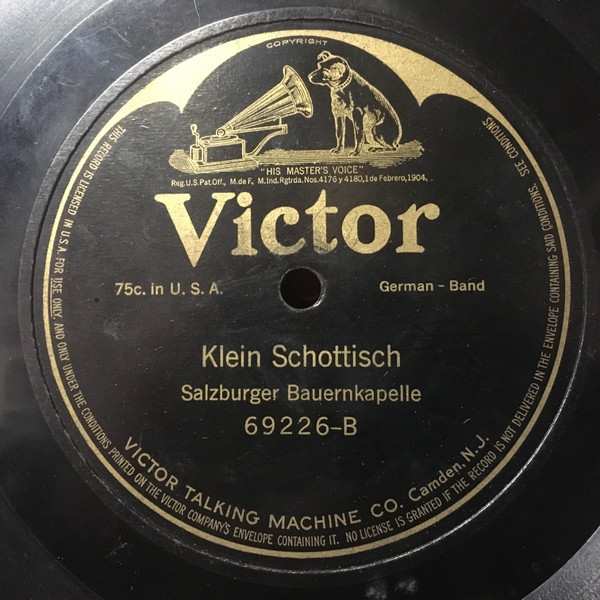 COPYRIGHT
"HIS MASTER'S VOICE"
Reg.U.S.Pat.Off., M.de F., M.Ind.Rgtrda.Nos.4176 y 4180,1 de Febrero,1904,
Victor
75c. in U. S. A.
German - Band
Klein Schottisch
Salzburger Bauernkapelle
69226-B
VICTOR TALKING MACHINE CO. Camden, N.J.
THIS RECORD IS LICENSED IN U.S.A. FOR USE ONLY, AND ONLY UNDER THE CONDITIONS PRINTED ON THE VICTOR COMPANY'S ENVELOPE CONTAINING IT. NO LICENSE IS GRANTED IF THE RECORD IS NOT DELIVERED IN THE ENVELOPE CONTAINING SAID CONDITIONS. SEE CONDITIONS